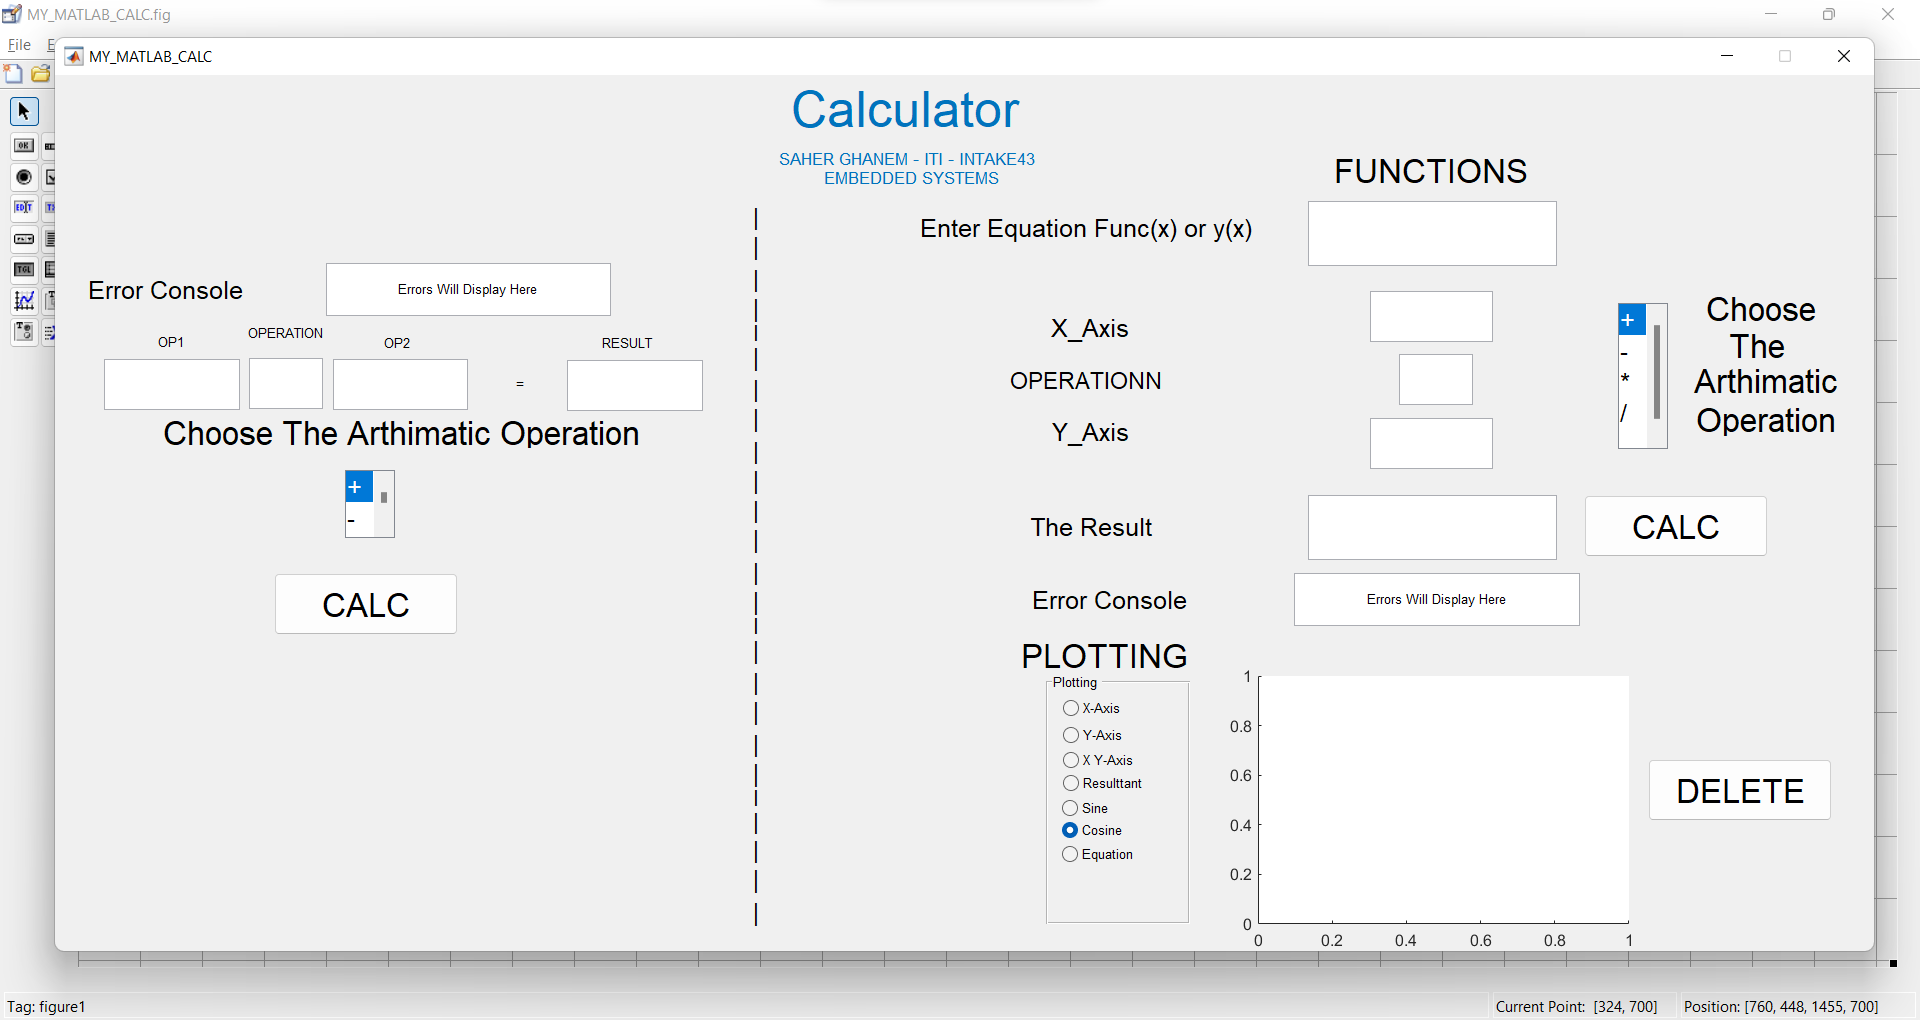 MY_MATLAB_CALC.fig
File E
MY_MATLAB_CALC
OK
EDIT
TGL
Calculator
SAHER GHANEM - ITI - INTAKE43
EMBEDDED SYSTEMS
Error Console
Errors Will Display Here
OP1
OPERATION
OP2
RESULT
=
Choose The Arthimatic Operation
+
-
CALC
FUNCTIONS
Enter Equation Func(x) or y(x)
X_Axis
OPERATIONN
Y_Axis
+
-
*
/
Choose
The
Arthimatic
Operation
The Result
CALC
Error Console
Errors Will Display Here
PLOTTING
Plotting
X-Axis
Y-Axis
X Y-Axis
Resulttant
Sine
Cosine
Equation
1
0.8
0.6
0.4
0.2
0
0 0.2 0.4 0.6 0.8 1
DELETE
Tag: figure1
Current Point: [324, 700]
Position: [760, 448, 1455, 700]